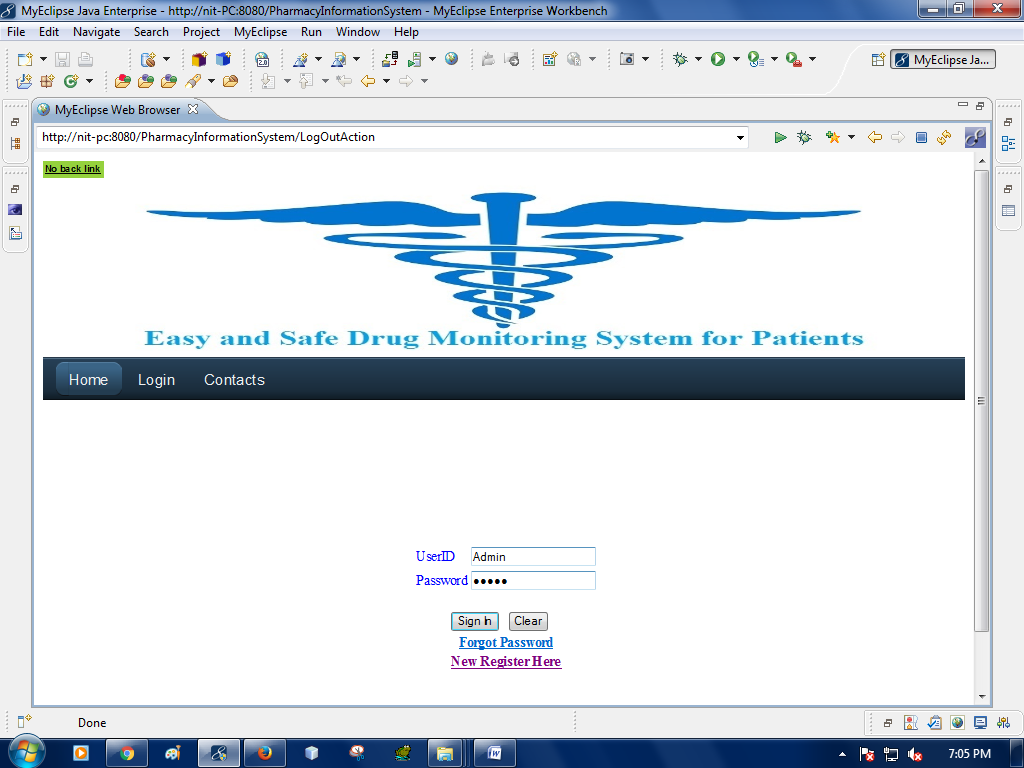 MyEclipse Java Enterprise - http://nit-PC:8080/PharmacyInformationSystem - MyEclipse Enterprise Workbench
File Edit Navigate Search Project MyEclipse Run Window Help
2.0
MyEclipse Ja...
MyEclipse Web Browser
http://nit-pc:8080/PharmacyInformationSystem/LogOutAction
No back link
Easy and Safe Drug Monitoring System for Patients
Home Login Contacts
UserID Admin
Password ●●●●●
Sign In Clear
Forgot Password
New Register Here
Done
7:05 PM